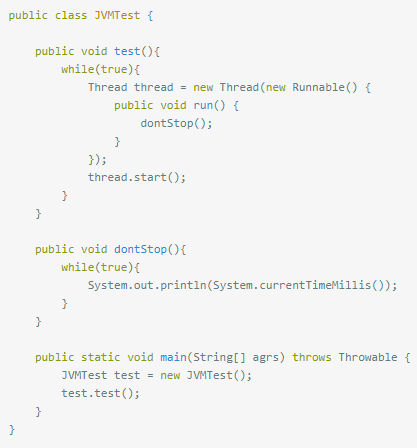 public class JVMTest {
public void test(){
while(true){
Thread thread = new Thread(new Runnable() {
public void run() {
dontStop();
}
});
thread.start();
}
}
public void dontStop(){
while(true){
System.out.println(System.currentTimeMillis());
}
}
public static void main(String[] agrs) throws Throwable {
JVMTest test = new JVMTest();
test.test();
}
}